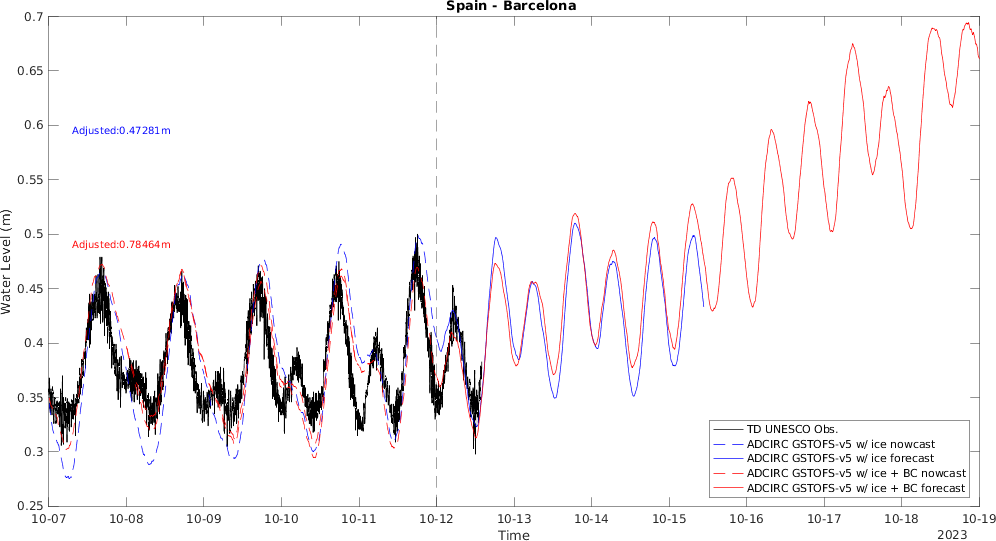 Spain - Barcelona
0.7
0.65
0.6
0.55
0.5
0.45
0.4
0.35
0.3
0.25
Water Level (m)
Adjusted:0.47281m
Adjusted:0.78464m
TD UNESCO Obs.
ADCIRC GSTOFS-v5 w/ ice nowcast
ADCIRC GSTOFS-v5 w/ ice forecast
ADCIRC GSTOFS-v5 w/ ice + BC nowcast
ADCIRC GSTOFS-v5 w/ ice + BC forecast
10-07 10-08 10-09 10-10 10-11 10-12 10-13 10-14 10-15 10-16 10-17 10-18 10-19
Time
2023